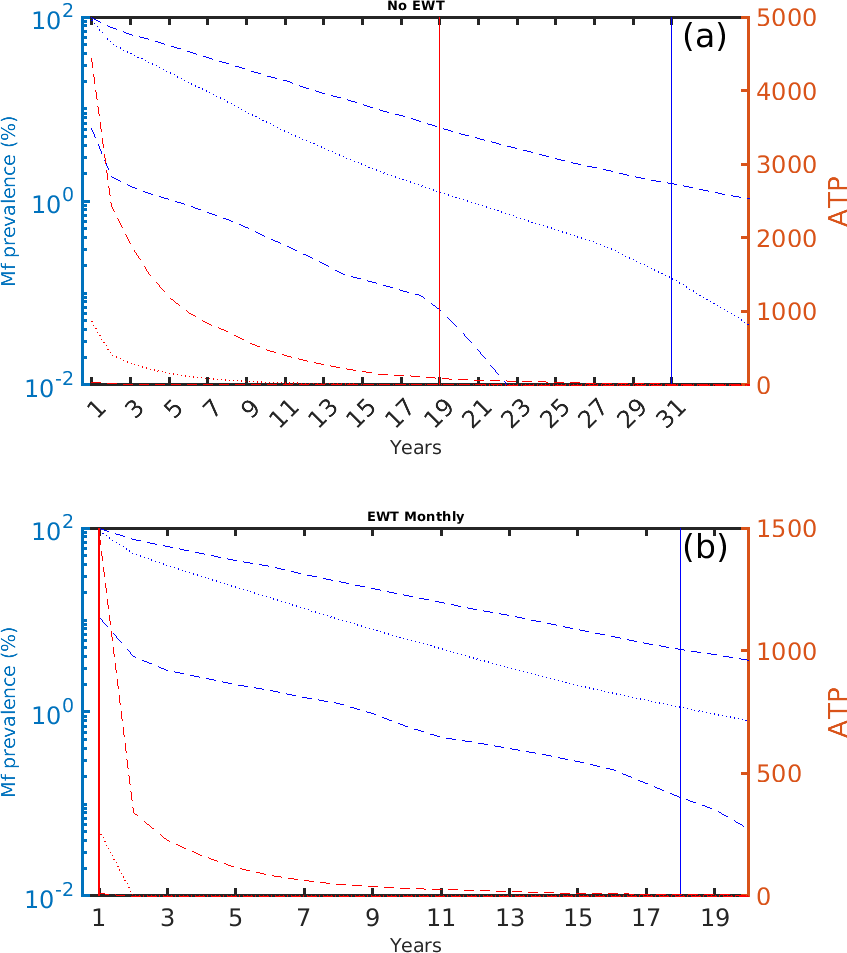 No EWT
(a)
10²
10⁰
10⁻²
Mf prevalence (%)
5000
4000
3000
2000
1000
0
ATP
1 3 5 7 9 11 13 15 17 19 21 23 25 27 29 31
Years
EWT Monthly
(b)
10²
10⁰
10⁻²
Mf prevalence (%)
1500
1000
500
0
ATP
1 3 5 7 9 11 13 15 17 19
Years